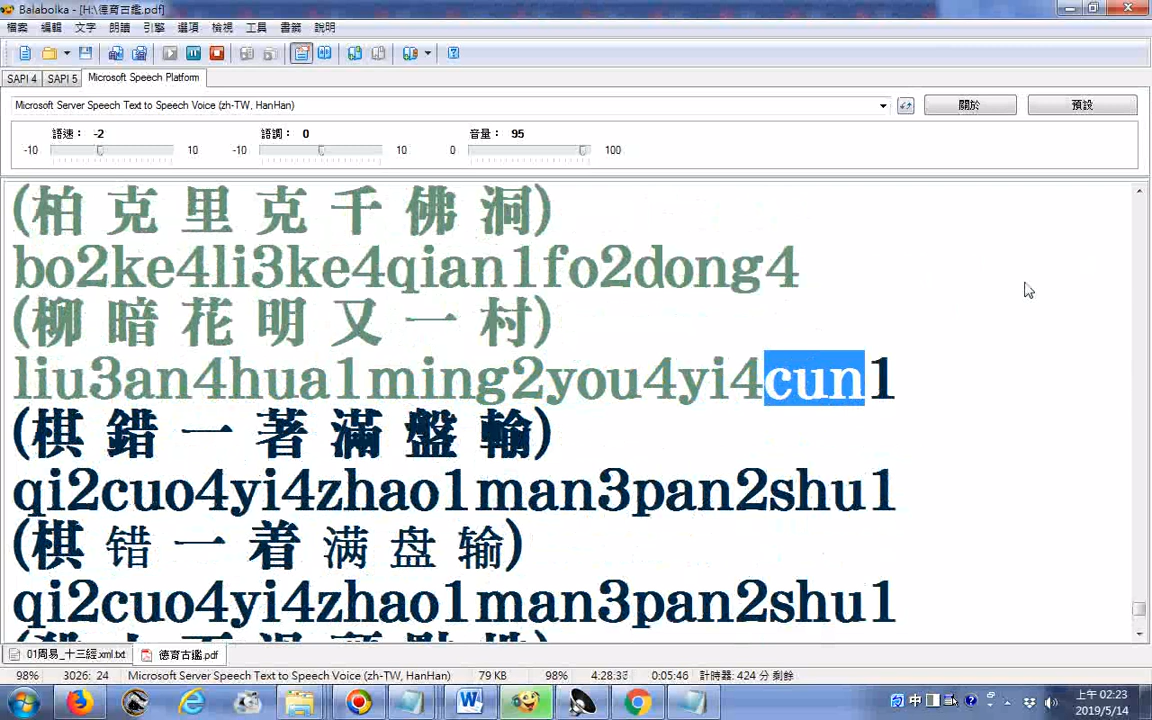 Balabolka - [H:\德育古鑑.pdf]
檔案 編輯 文字 朗讀 引擎 選項 檢視 工具 書籤 說明
SAPI 4 SAPI 5 Microsoft Speech Platform
Microsoft Server Speech Text to Speech Voice (zh-TW, HanHan) 關於 預設
語速： -2 語調： 0 音量： 95
-10 10 -10 10 0 100
(柏 克 里 克 千 佛 洞)
bo2ke4li3ke4qian1fo2dong4
(柳 暗 花 明 又 一 村)
liu3an4hua1ming2you4yi4cun1
(棋 錯 一 著 滿 盤 輸)
qi2cuo4yi4zhao1man3pan2shu1
(棋 错 一 着 满 盘 输)
qi2cuo4yi4zhao1man3pan2shu1
01周易_十三經.xml.txt 德育古鑑.pdf
98% 3026: 24 Microsoft Server Speech Text to Speech Voice (zh-TW, HanHan) 79 KB 98% 4:28:33 0:05:46 計時器: 424 分 剩餘
中
上午 02:23
2019/5/14